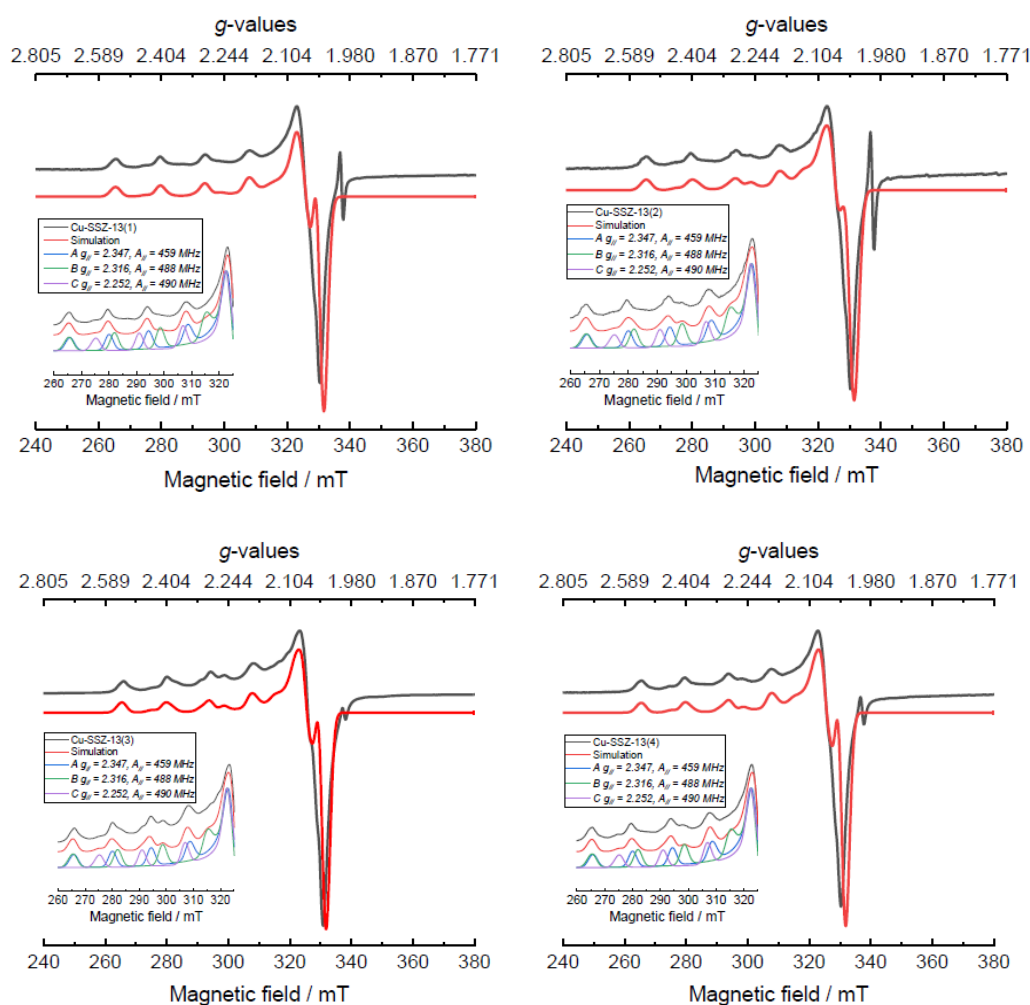 g-values
2.805 2.589 2.404 2.244 2.104 1.980 1.870 1.771
Cu-SSZ-13(1)
Simulation
A g// = 2.347, A// = 459 MHz
B g// = 2.316, A// = 488 MHz
C g// = 2.252, A// = 490 MHz
260 270 280 290 300 310 320
Magnetic field / mT
240 260 280 300 320 340 360 380
Magnetic field / mT
g-values
2.805 2.589 2.404 2.244 2.104 1.980 1.870 1.771
Cu-SSZ-13(2)
Simulation
A g// = 2.347, A// = 459 MHz
B g// = 2.316, A// = 488 MHz
C g// = 2.252, A// = 490 MHz
260 270 280 290 300 310 320
Magnetic field / mT
240 260 280 300 320 340 360 380
Magnetic field / mT
g-values
2.805 2.589 2.404 2.244 2.104 1.980 1.870 1.771
Cu-SSZ-13(3)
Simulation
A g// = 2.347, A// = 459 MHz
B g// = 2.316, A// = 488 MHz
C g// = 2.252, A// = 490 MHz
260 270 280 290 300 310 320
Magnetic field / mT
240 260 280 300 320 340 360 380
Magnetic field / mT
g-values
2.805 2.589 2.404 2.244 2.104 1.980 1.870 1.771
Cu-SSZ-13(4)
Simulation
A g// = 2.347, A// = 459 MHz
B g// = 2.316, A// = 488 MHz
C g// = 2.252, A// = 490 MHz
260 270 280 290 300 310 320
Magnetic field / mT
240 260 280 300 320 340 360 380
Magnetic field / mT